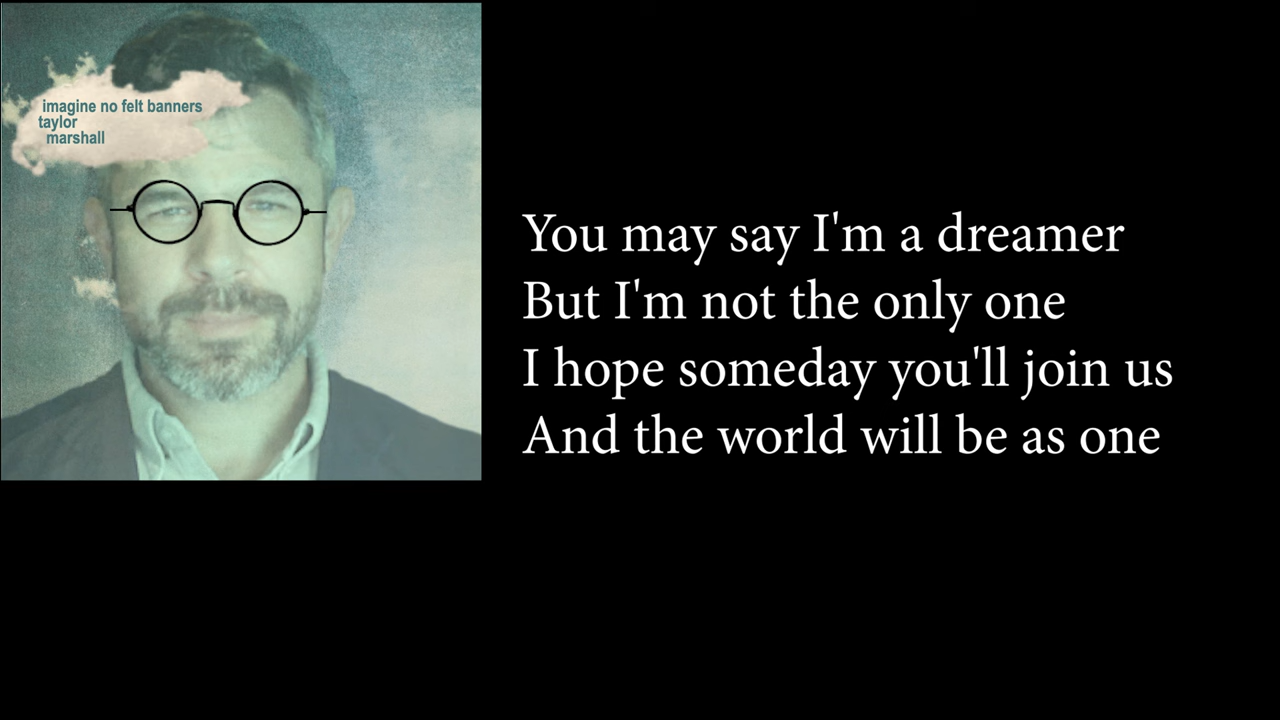 imagine no felt banners
taylor
marshall
You may say I'm a dreamer
But I'm not the only one
I hope someday you'll join us
And the world will be as one